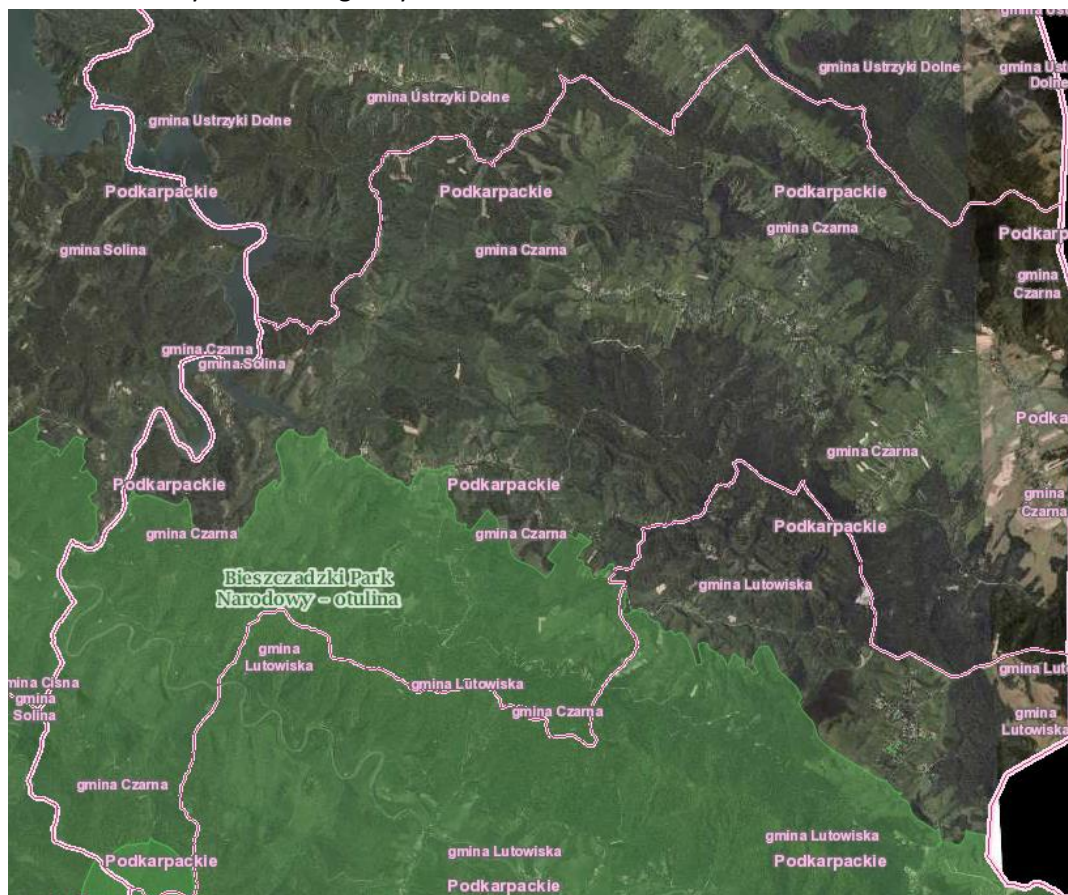 gmina Ustrzyki Dolne
gmina Ustrzyki Dolne
gmina Ustrzyki Dolne
Dolne
gmina Ustrzyki Dolne
Podkarpackie
Podkarpackie
Podkarpackie
gmina Solina
gmina Czarna
gmina Czarna
gmina
Czarna
gmina Czarna
gmina Solina
gmina Czarna
Podkarpackie
Podkarpackie
gmina
Czarna
gmina Czarna
gmina Czarna
Podkarpackie
Bieszczadzki Park
Narodowy – otulina
gmina Lutowiska
gmina
Lutowiska
gmina Lutowiska
gmina Cisna
gmina
Solina
gmina Czarna
gmina
Lutowiska
gmina Czarna
gmina Lutowiska
gmina Lutowiska
Podkarpackie
Podkarpackie
Podkarpackie